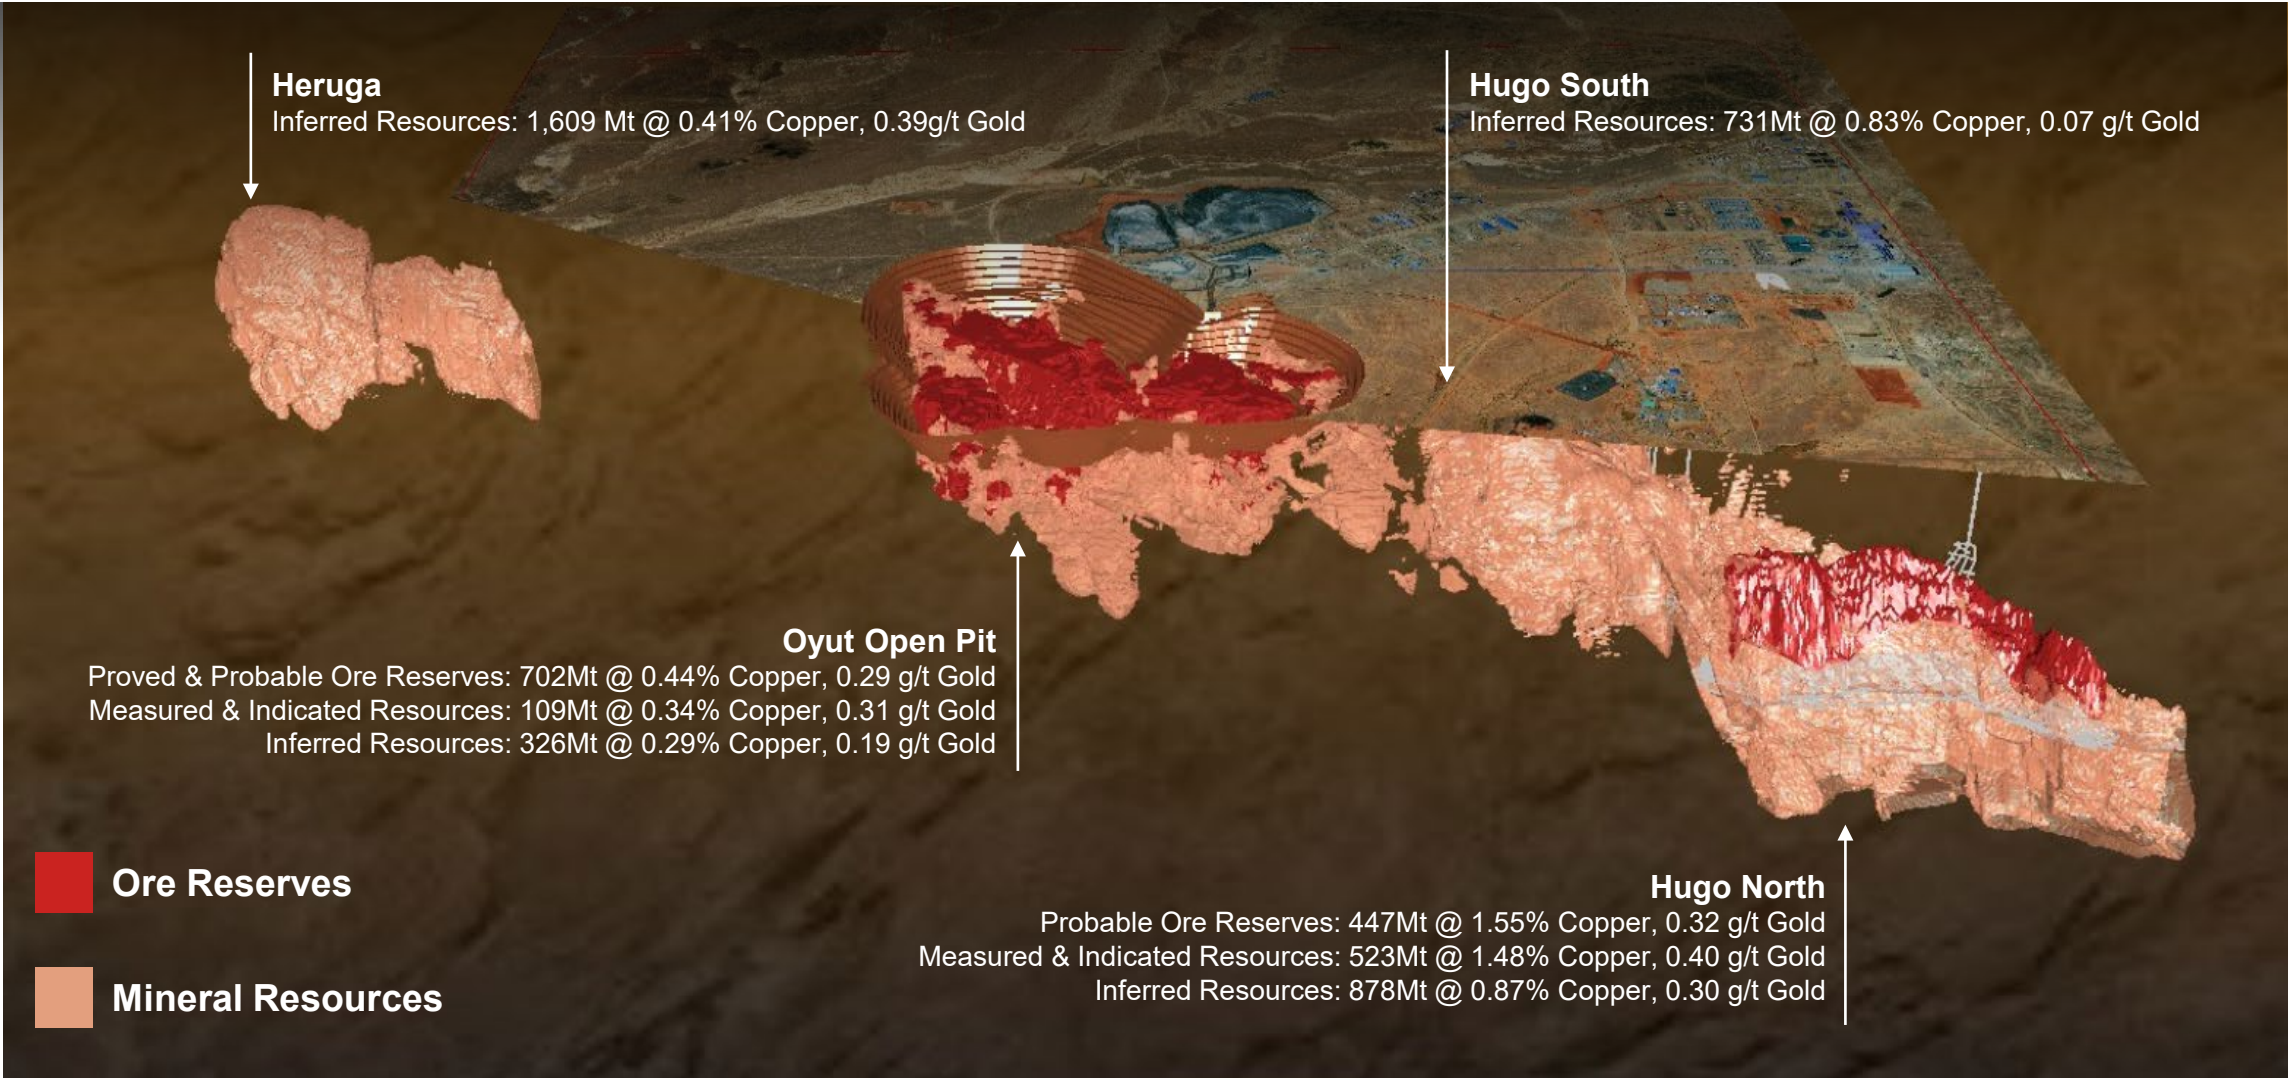 Heruga
Inferred Resources: 1,609 Mt @ 0.41% Copper, 0.39g/t Gold
Hugo South
Inferred Resources: 731Mt @ 0.83% Copper, 0.07 g/t Gold
Oyut Open Pit
Proved & Probable Ore Reserves: 702Mt @ 0.44% Copper, 0.29 g/t Gold
Measured & Indicated Resources: 109Mt @ 0.34% Copper, 0.31 g/t Gold
Inferred Resources: 326Mt @ 0.29% Copper, 0.19 g/t Gold
Ore Reserves
Mineral Resources
Hugo North
Probable Ore Reserves: 447Mt @ 1.55% Copper, 0.32 g/t Gold
Measured & Indicated Resources: 523Mt @ 1.48% Copper, 0.40 g/t Gold
Inferred Resources: 878Mt @ 0.87% Copper, 0.30 g/t Gold